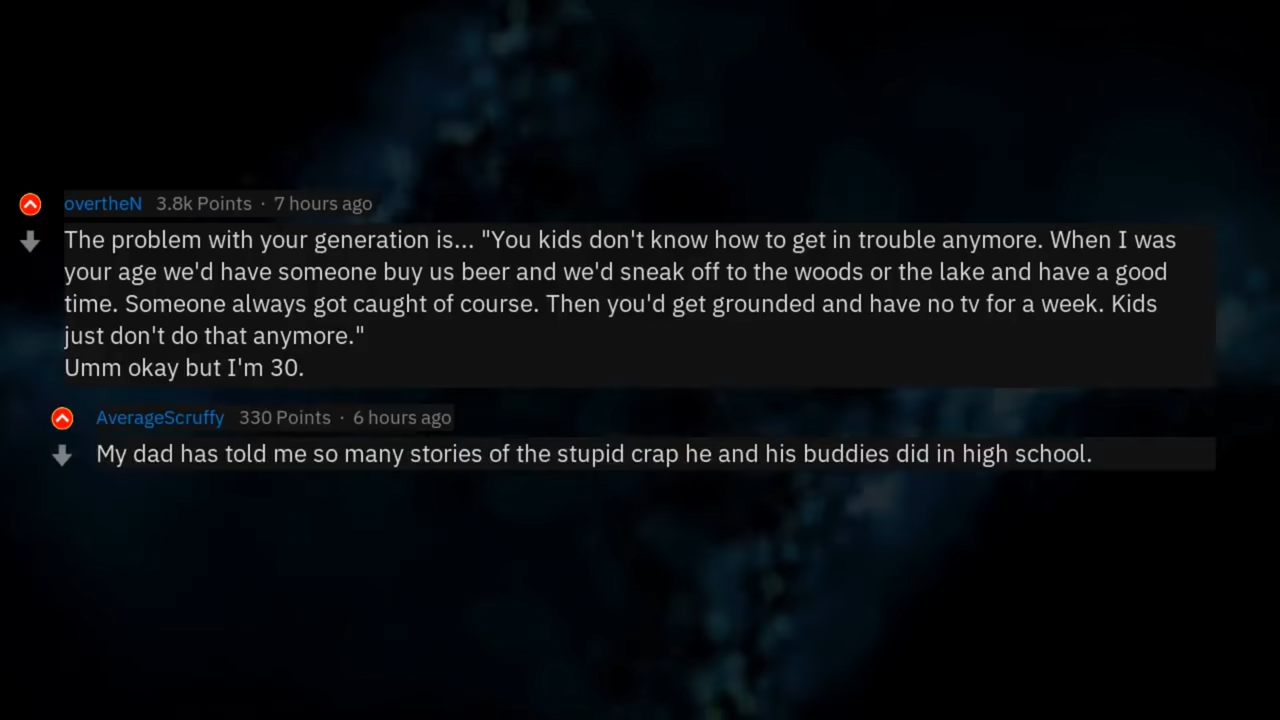 overtheN 3.8k Points · 7 hours ago
The problem with your generation is... "You kids don't know how to get in trouble anymore. When I was
your age we'd have someone buy us beer and we'd sneak off to the woods or the lake and have a good
time. Someone always got caught of course. Then you'd get grounded and have no tv for a week. Kids
just don't do that anymore."
Umm okay but I'm 30.
AverageScruffy 330 Points · 6 hours ago
My dad has told me so many stories of the stupid crap he and his buddies did in high school.